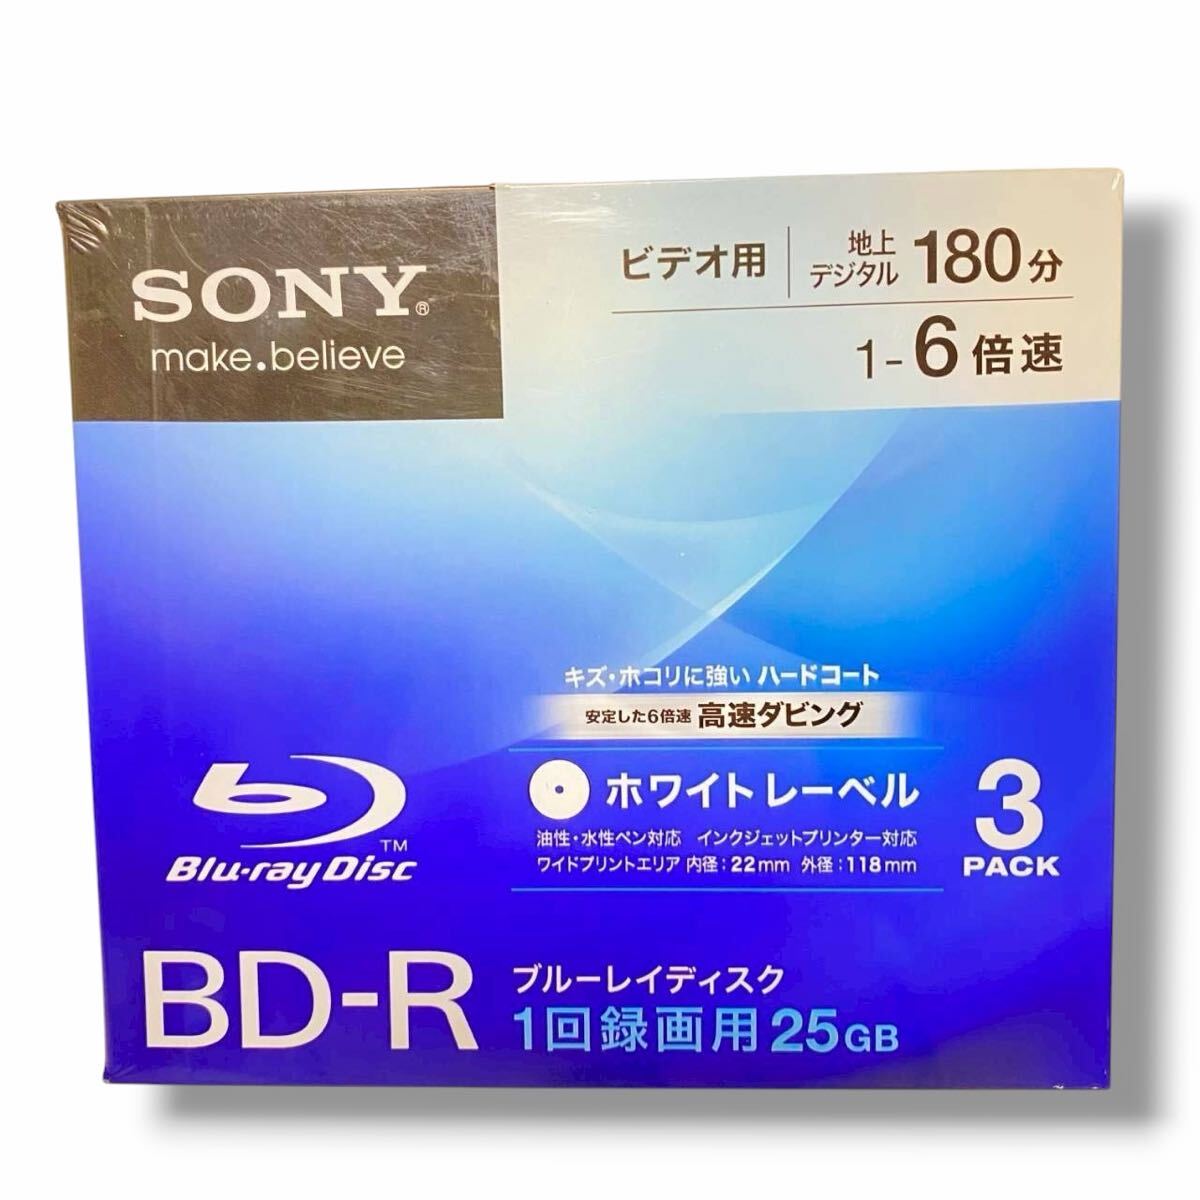 SONY®
make.believe
ビデオ用
地上
デジタル 180分
1-6倍速
キズ・ホコリに強い ハードコート
安定した6倍速 高速ダビング
ホワイトレーベル
油性・水性ペン対応 インクジェットプリンター対応
ワイドプリントエリア 内径:22mm 外径:118mm
3
PACK
TM
Blu-ray Disc
BD-R
ブルーレイディスク
1回録画用25GB